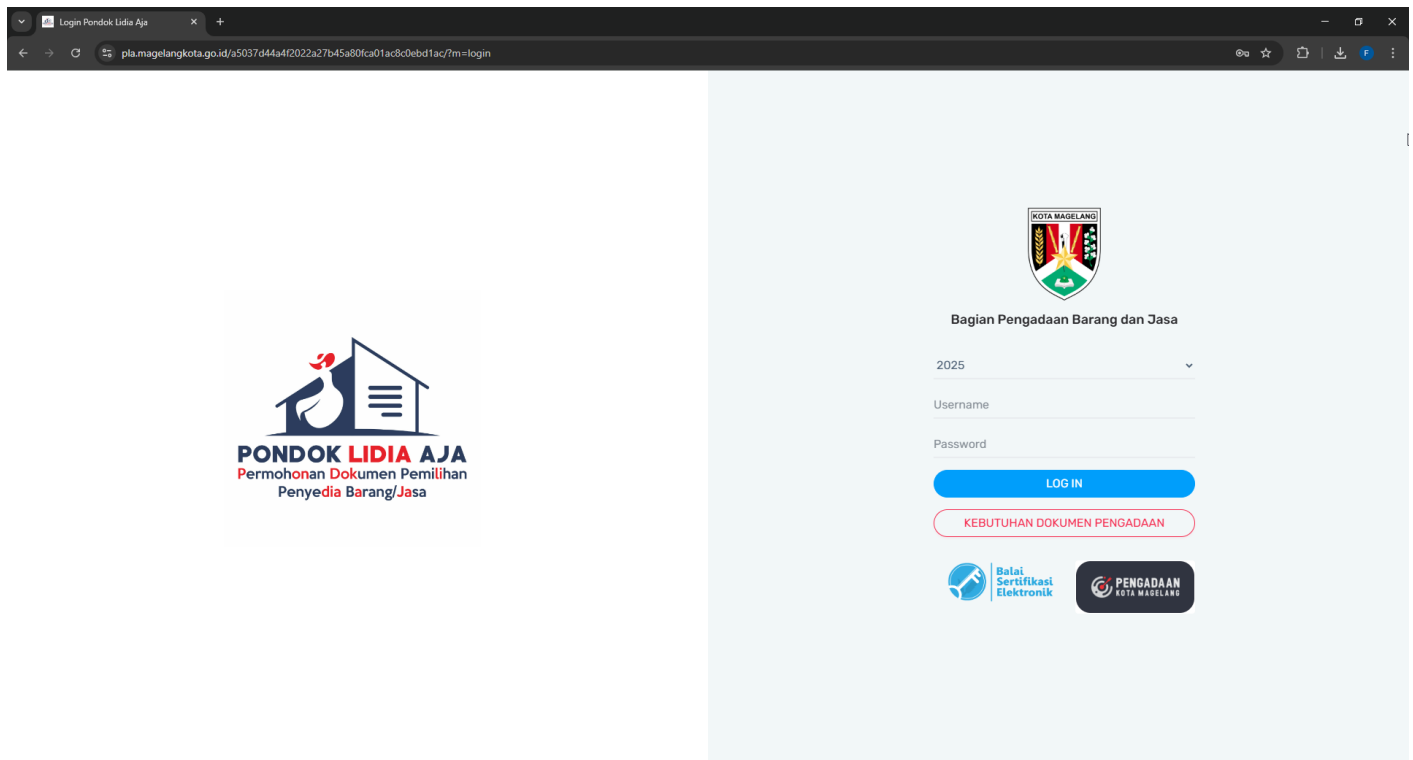 Login Pondok Lidia Aja
pla.magelangkota.go.id/a5037d44a4f2022a27b45a80fca01ac8c0ebd1ac/?m=login
F
PONDOK LIDIA AJA
Permohonan Dokumen Pemilihan
Penyedia Barang/Jasa
KOTA MAGELANG
Bagian Pengadaan Barang dan Jasa
2025
Username
Password
LOG IN
KEBUTUHAN DOKUMEN PENGADAAN
Balai
Sertifikasi
Elektronik
PENGADAAN
KOTA MAGELANG